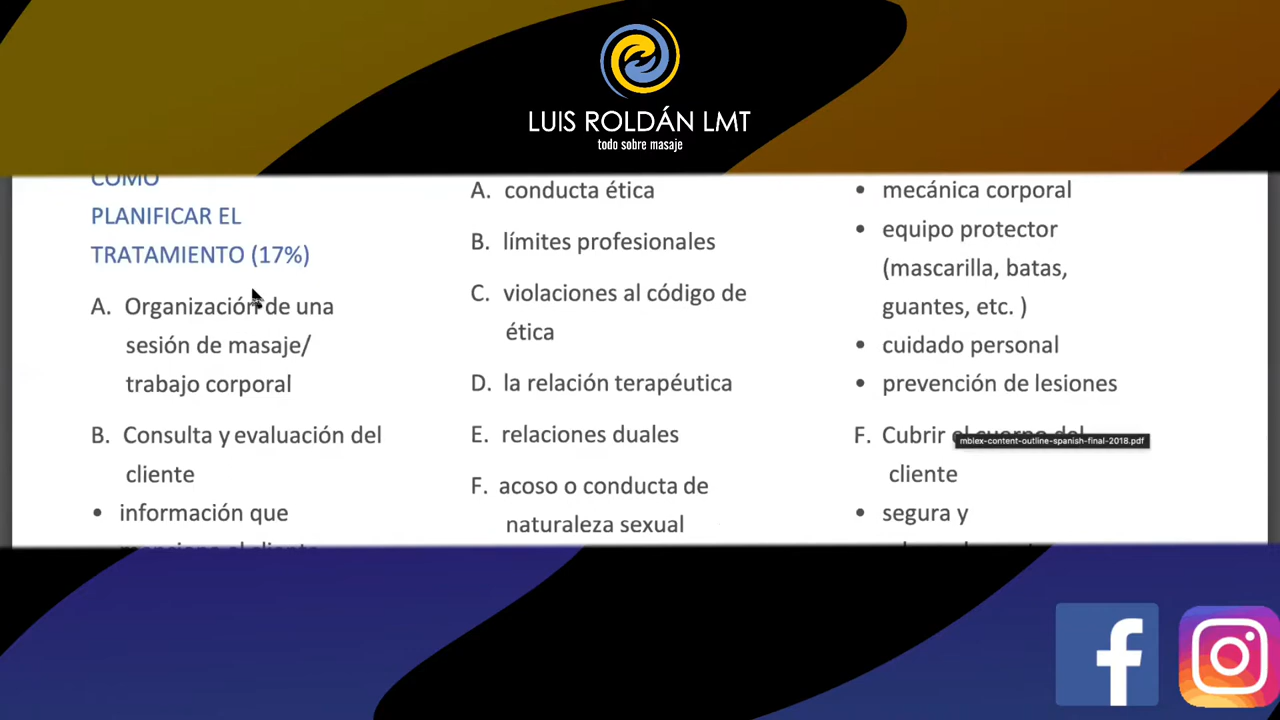 LUIS ROLDÁN LMT
todo sobre masaje
COMO
PLANIFICAR EL
TRATAMIENTO (17%)
A. Organización de una
sesión de masaje/
trabajo corporal
B. Consulta y evaluación del
cliente
• información que
A. conducta ética
B. límites profesionales
C. violaciones al código de
ética
D. la relación terapéutica
E. relaciones duales
F. acoso o conducta de
naturaleza sexual
• mecánica corporal
• equipo protector
(mascarilla, batas,
guantes, etc. )
• cuidado personal
• prevención de lesiones
F. Cubrir el cuerpo del
mblex-content-outline-spanish-final-2018.pdf
cliente
• segura y